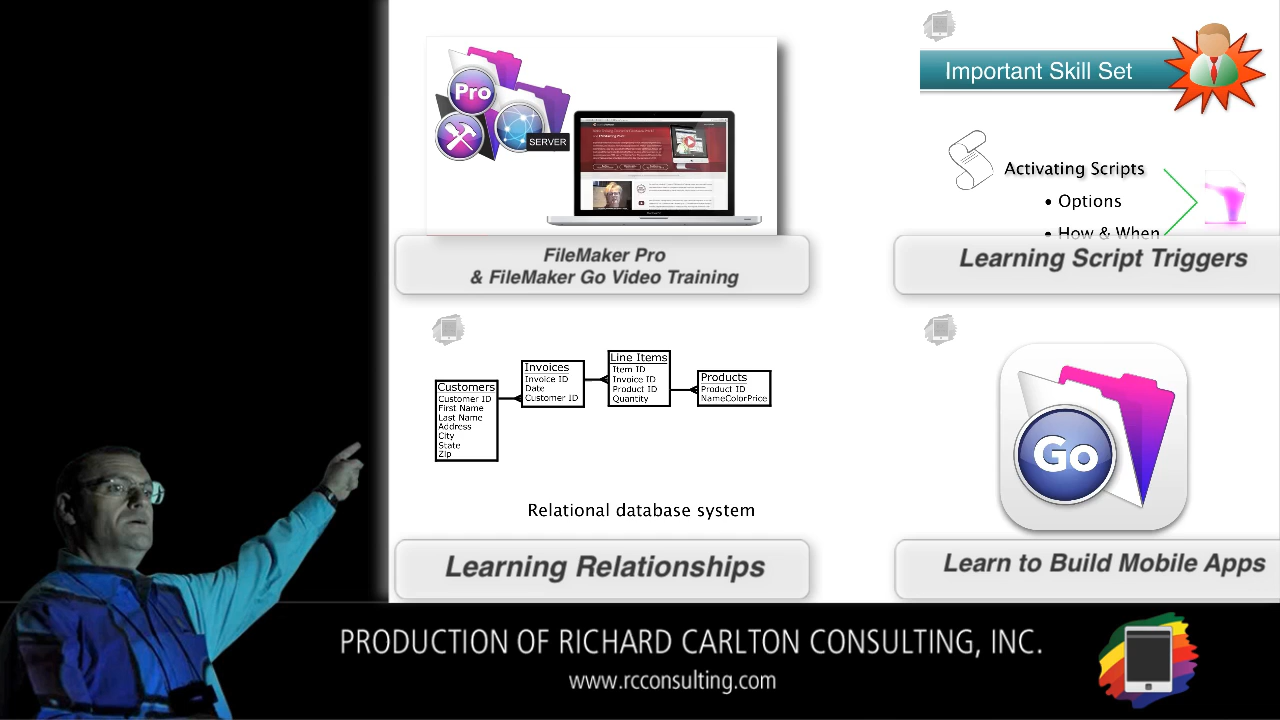 Pro
SERVER
FileMaker Pro
& FileMaker Go Video Training
Important Skill Set
Activating Scripts
• Options
• How & When
Learning Script Triggers
Customers
Customer ID
First Name
Last Name
Address
City
State
Zip
Invoices
Invoice ID
Date
Customer ID
Line Items
Item ID
Invoice ID
Product ID
Quantity
Products
Product ID
NameColorPrice
Relational database system
Learning Relationships
Go
Learn to Build Mobile Apps
PRODUCTION OF RICHARD CARLTON CONSULTING, INC.
www.rcconsulting.com